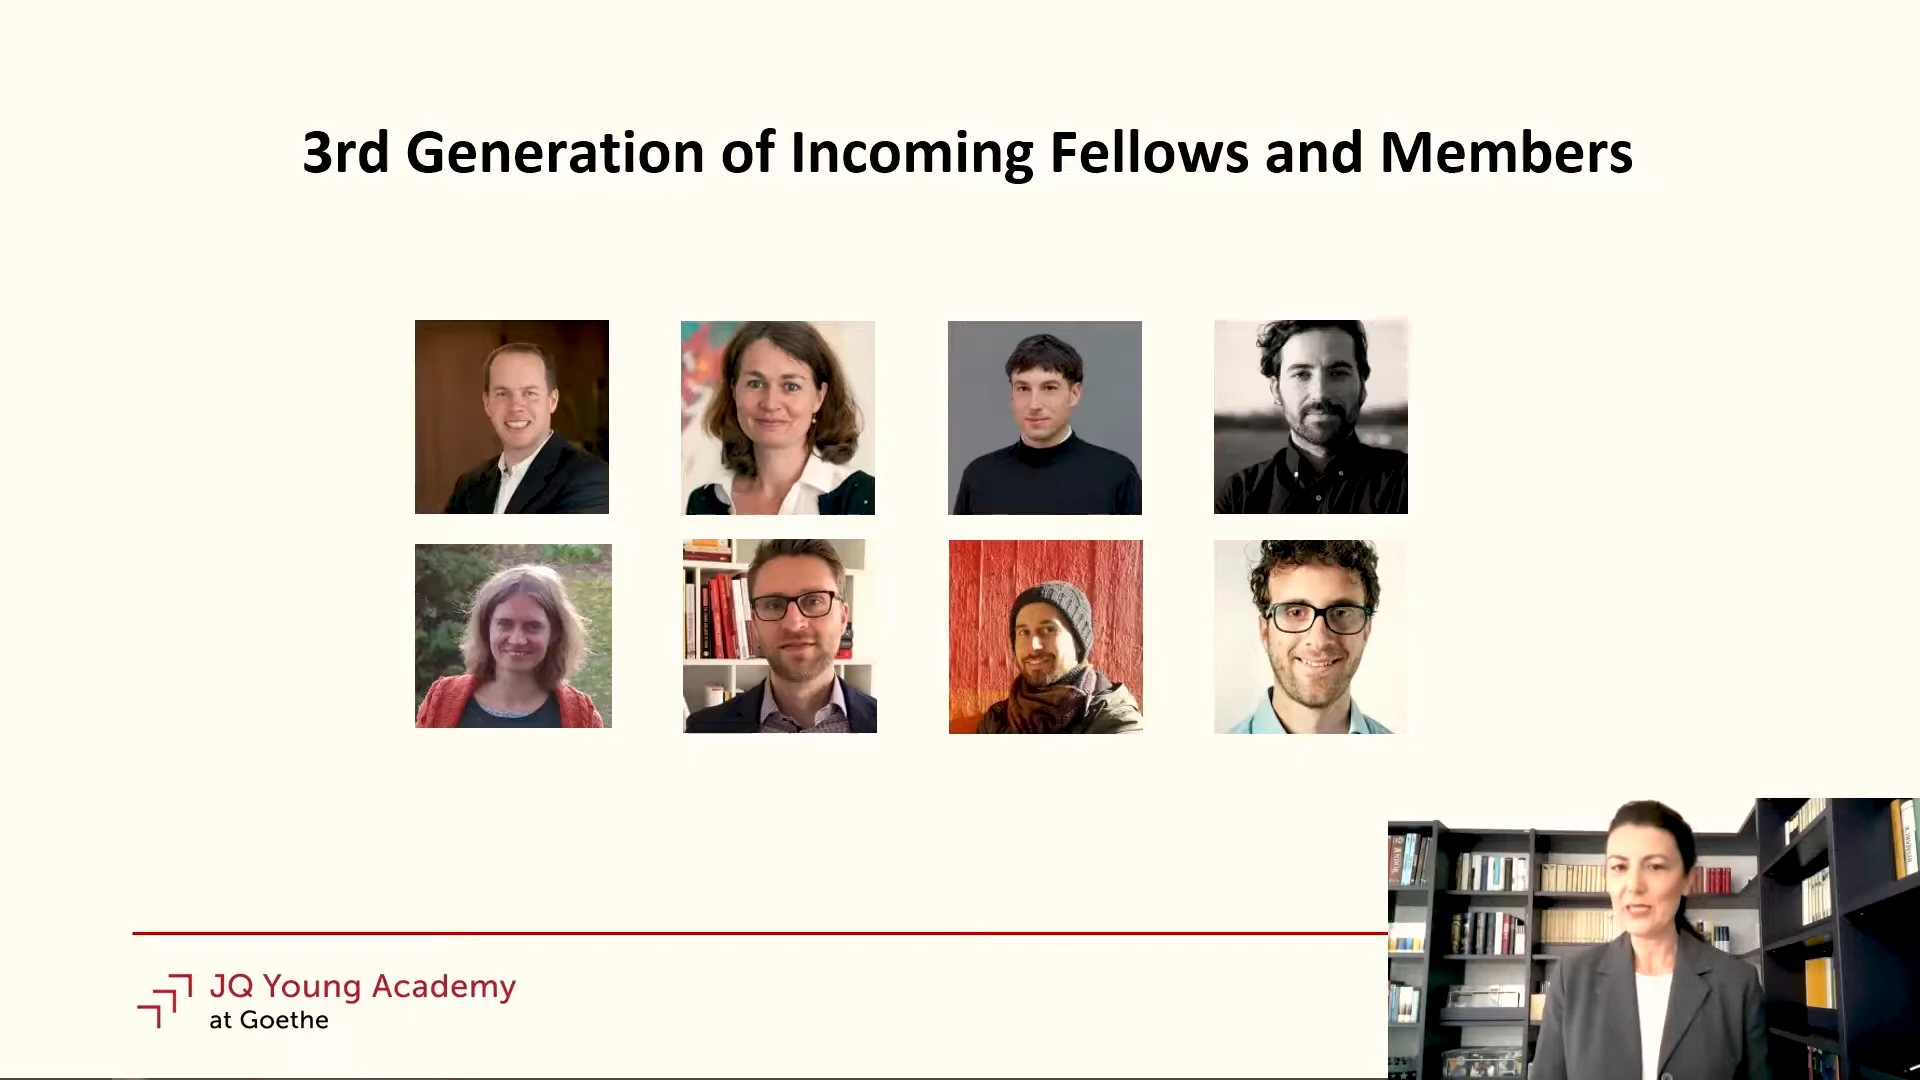 3rd Generation of Incoming Fellows and Members
JQ Young Academy
at Goethe